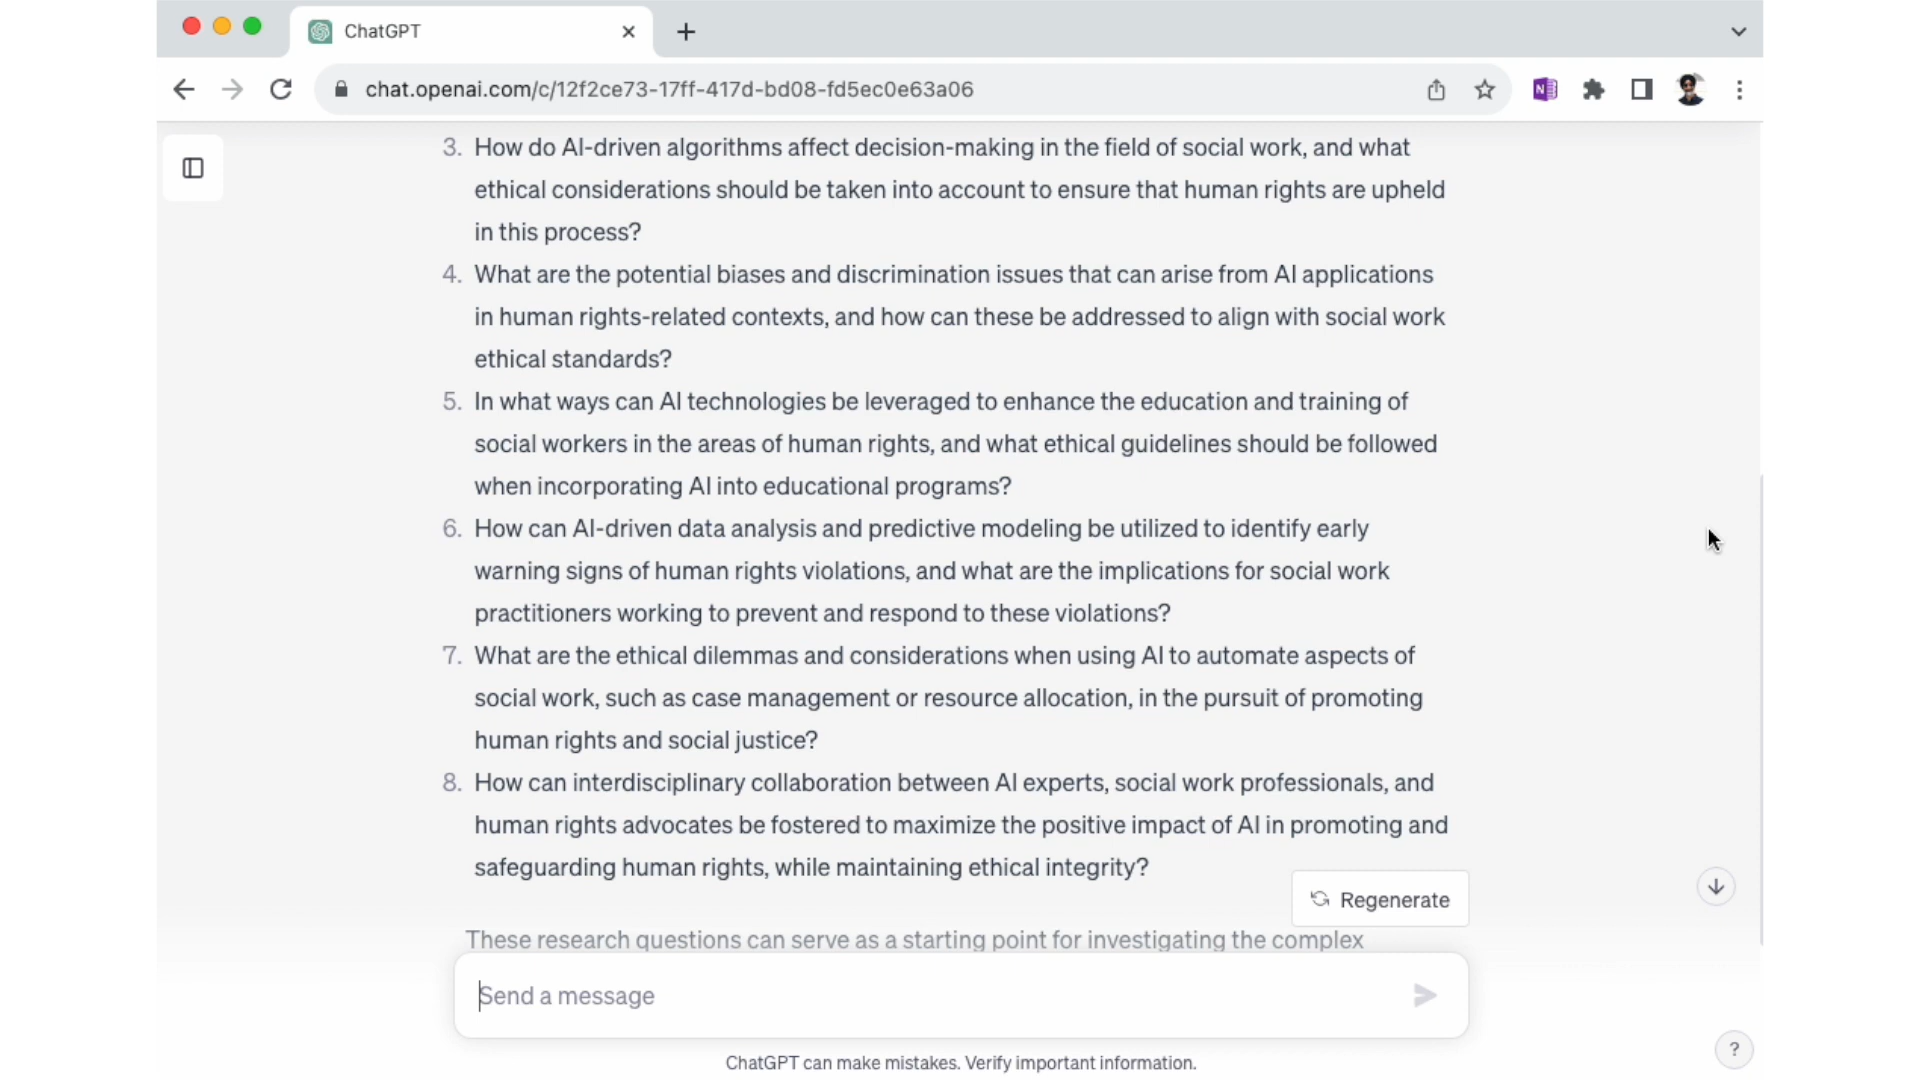 ChatGPT
chat.openai.com/c/12f2ce73-17ff-417d-bd08-fd5ec0e63a06
N
3. How do AI-driven algorithms affect decision-making in the field of social work, and what
ethical considerations should be taken into account to ensure that human rights are upheld
in this process?
4. What are the potential biases and discrimination issues that can arise from AI applications
in human rights-related contexts, and how can these be addressed to align with social work
ethical standards?
5. In what ways can AI technologies be leveraged to enhance the education and training of
social workers in the areas of human rights, and what ethical guidelines should be followed
when incorporating AI into educational programs?
6. How can AI-driven data analysis and predictive modeling be utilized to identify early
warning signs of human rights violations, and what are the implications for social work
practitioners working to prevent and respond to these violations?
7. What are the ethical dilemmas and considerations when using AI to automate aspects of
social work, such as case management or resource allocation, in the pursuit of promoting
human rights and social justice?
8. How can interdisciplinary collaboration between AI experts, social work professionals, and
human rights advocates be fostered to maximize the positive impact of AI in promoting and
safeguarding human rights, while maintaining ethical integrity?
Regenerate
These research questions can serve as a starting point for investigating the complex
Send a message
ChatGPT can make mistakes. Verify important information.
?